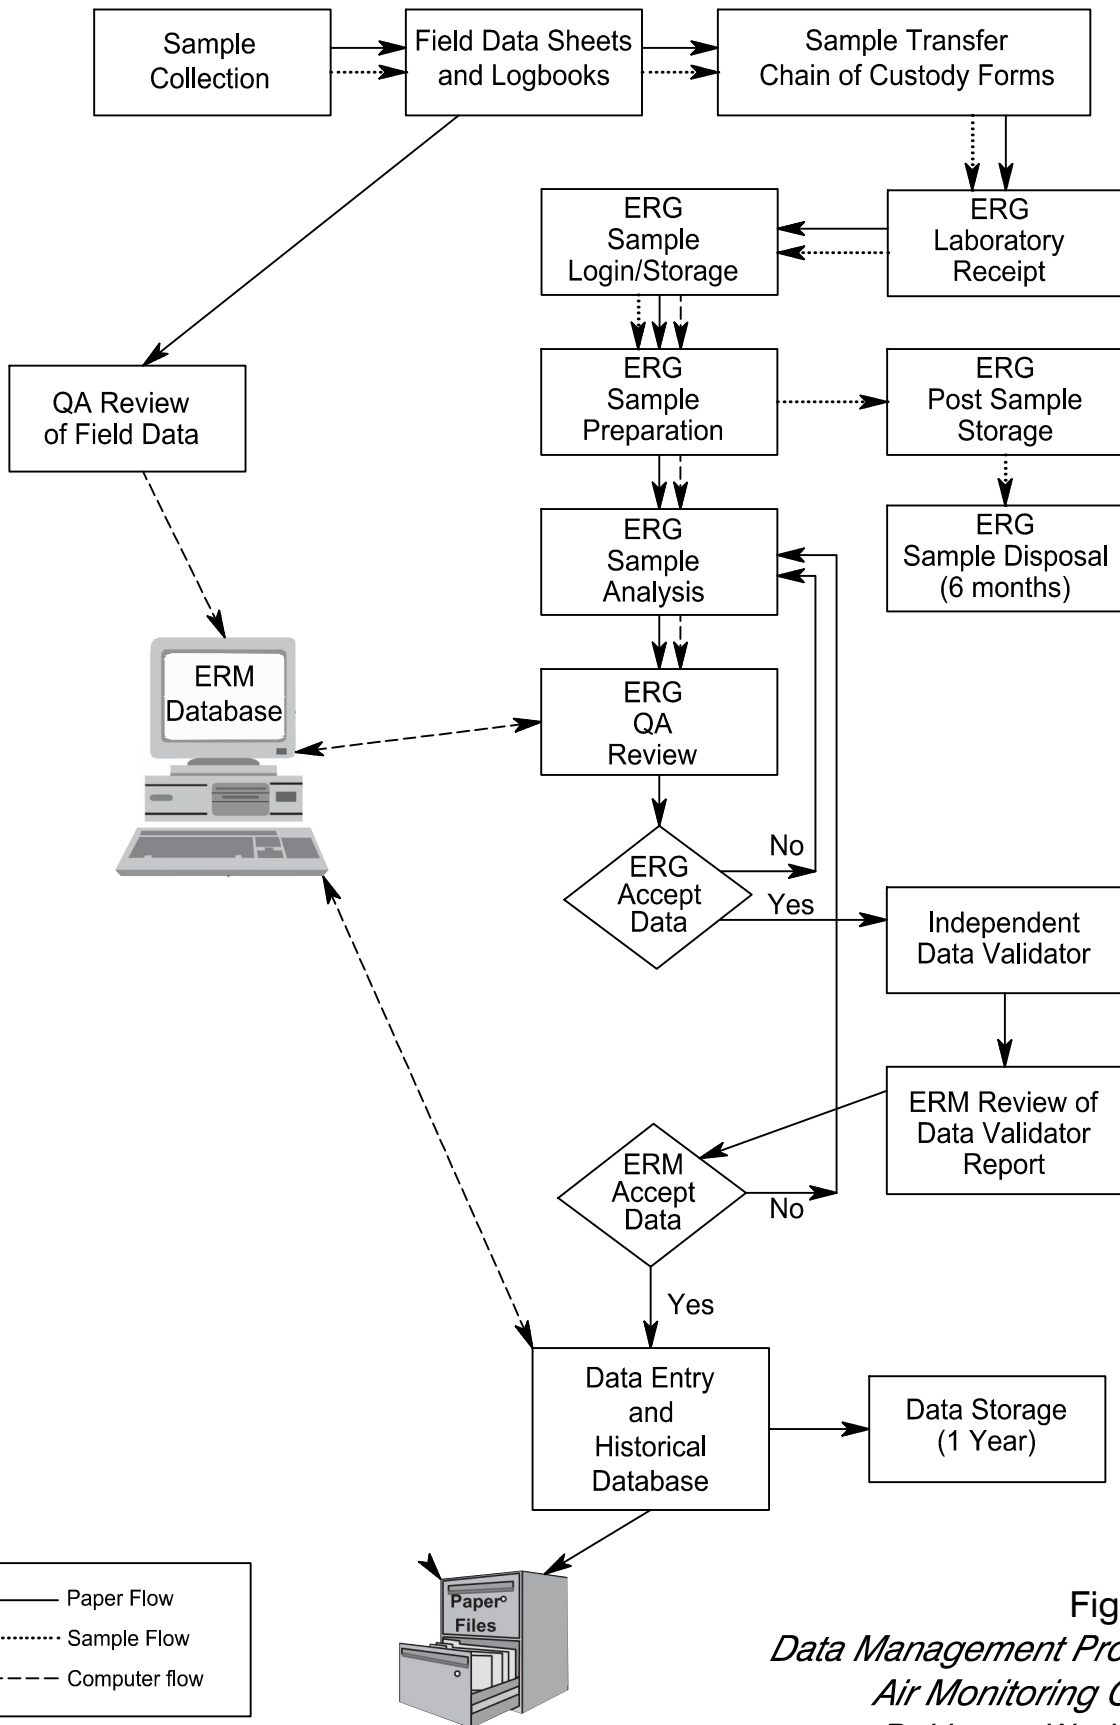 Sample
Collection
Field Data Sheets
and Logbooks
Sample Transfer
Chain of Custody Forms
ERG
Sample
Login/Storage
ERG
Laboratory
Receipt
QA Review
of Field Data
ERG
Sample
Preparation
ERG
Post Sample
Storage
ERG
Sample
Analysis
ERG
Sample Disposal
(6 months)
ERM
Database
ERG
QA
Review
ERG
Accept
Data
No
Yes
Independent
Data Validator
ERM Review of
Data Validator
Report
ERM
Accept
Data
No
Yes
Data Entry
and
Historical
Database
Data Storage
(1 Year)
Paper
Files
Paper Flow
Sample Flow
Computer flow
Fig
Data Management Pro
Air Monitoring